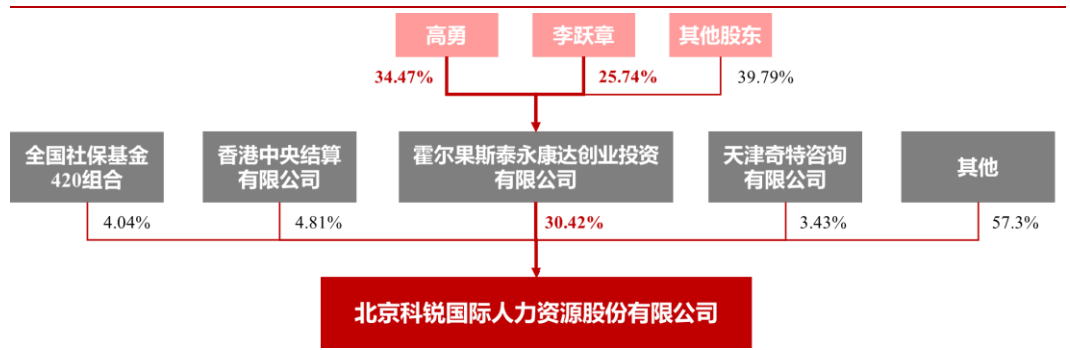 高勇
李跃章
其他股东
34.47%
25.74%
39.79%
全国社保基金
420组合
香港中央结算
有限公司
霍尔果斯泰永康达创业投资
有限公司
天津奇特咨询
有限公司
其他
4.04%
4.81%
30.42%
3.43%
57.3%
北京科锐国际人力资源股份有限公司